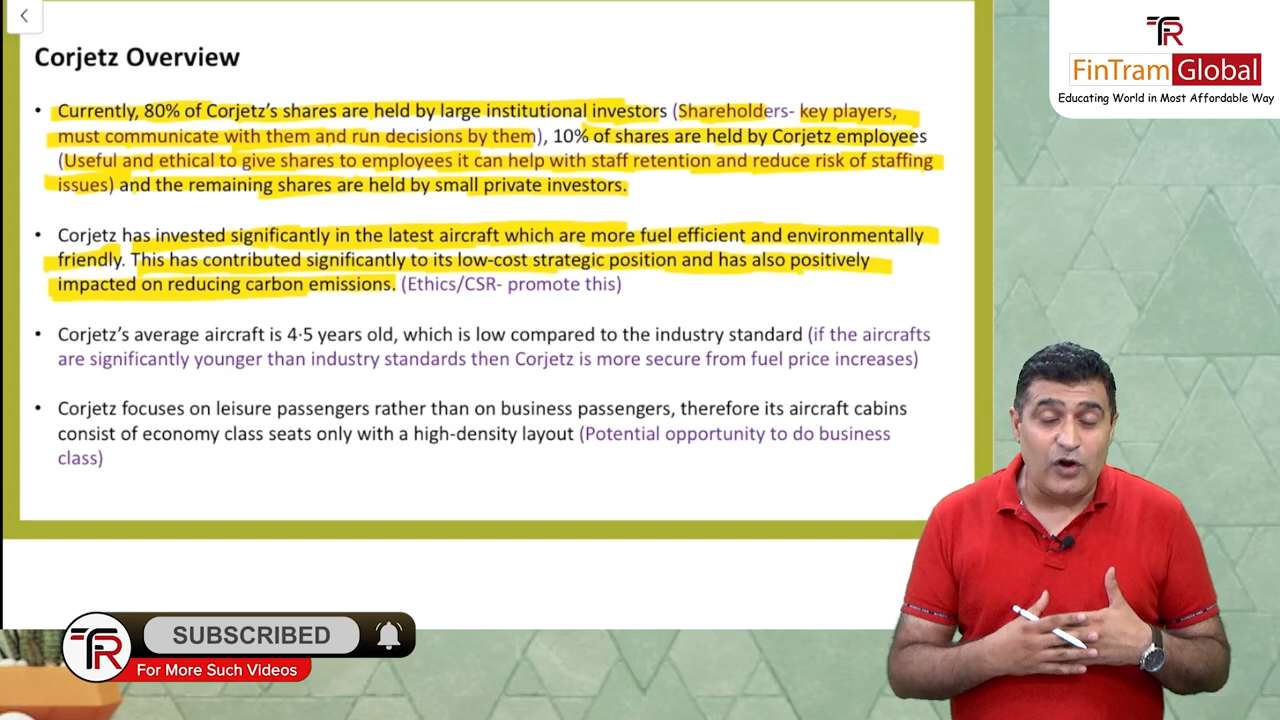 Corjetz Overview
• Currently, 80% of Corjetz's shares are held by large institutional investors (Shareholders- key players,
must communicate with them and run decisions by them), 10% of shares are held by Corjetz employees
(Useful and ethical to give shares to employees it can help with staff retention and reduce risk of staffing
issues) and the remaining shares are held by small private investors.
• Corjetz has invested significantly in the latest aircraft which are more fuel efficient and environmentally
friendly. This has contributed significantly to its low-cost strategic position and has also positively
impacted on reducing carbon emissions. (Ethics/CSR- promote this)
• Corjetz's average aircraft is 4·5 years old, which is low compared to the industry standard (if the aircrafts
are significantly younger than industry standards then Corjetz is more secure from fuel price increases)
• Corjetz focuses on leisure passengers rather than on business passengers, therefore its aircraft cabins
consist of economy class seats only with a high-density layout (Potential opportunity to do business
class)
TR
FinTram Global
Educating World in Most Affordable Way
TR
SUBSCRIBED
For More Such Videos